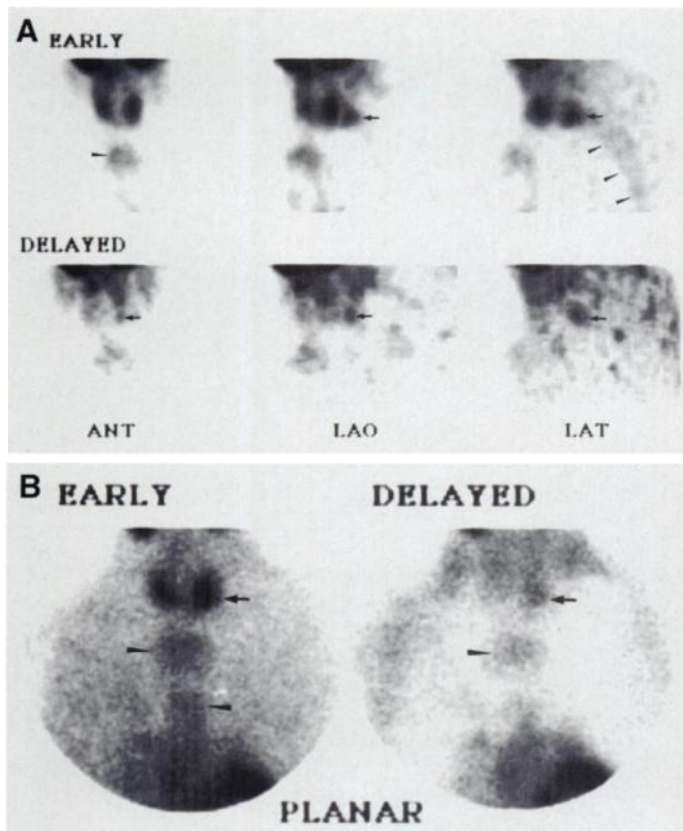 A
EARLY
DELAYED
ANT LAO LAT
B
EARLY DELAYED
PLANAR